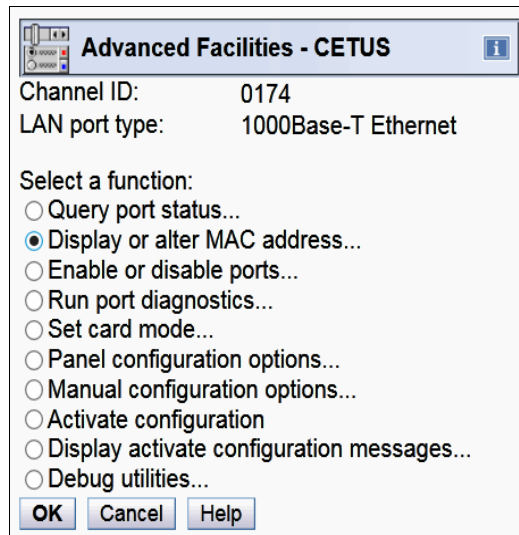 Advanced Facilities - CETUS
i
Channel ID: 0174
LAN port type: 1000Base-T Ethernet
Select a function:
Query port status...
Display or alter MAC address...
Enable or disable ports...
Run port diagnostics...
Set card mode...
Panel configuration options...
Manual configuration options...
Activate configuration
Display activate configuration messages...
Debug utilities...
OK Cancel Help